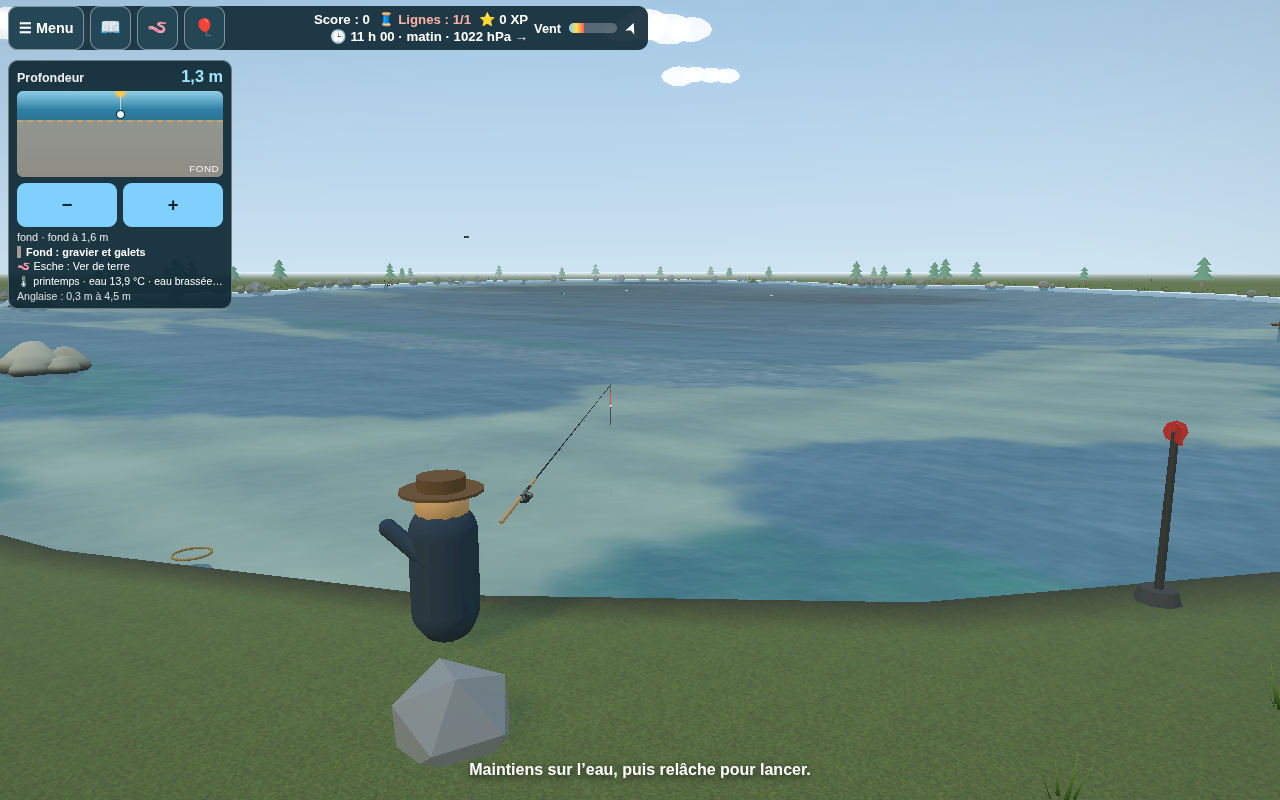 ☰ Menu
Score : 0 🧵 Lignes : 1/1 ⭐ 0 XP
🕒 11 h 00 · matin · 1022 hPa →
Vent
Profondeur 1,3 m
FOND
− +
fond · fond à 1,6 m
Fond : gravier et galets
🪱 Esche : Ver de terre
🌡 printemps · eau 13,9 °C · eau brassée…
Anglaise : 0,3 m à 4,5 m
Maintiens sur l’eau, puis relâche pour lancer.